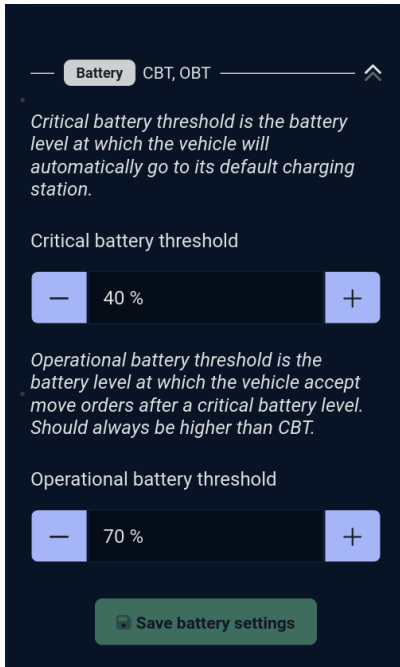 Battery CBT, OBT
Critical battery threshold is the battery
level at which the vehicle will
automatically go to its default charging
station.
Critical battery threshold
— 40 % +
Operational battery threshold is the
battery level at which the vehicle accept
move orders after a critical battery level.
Should always be higher than CBT.
Operational battery threshold
— 70 % +
Save battery settings